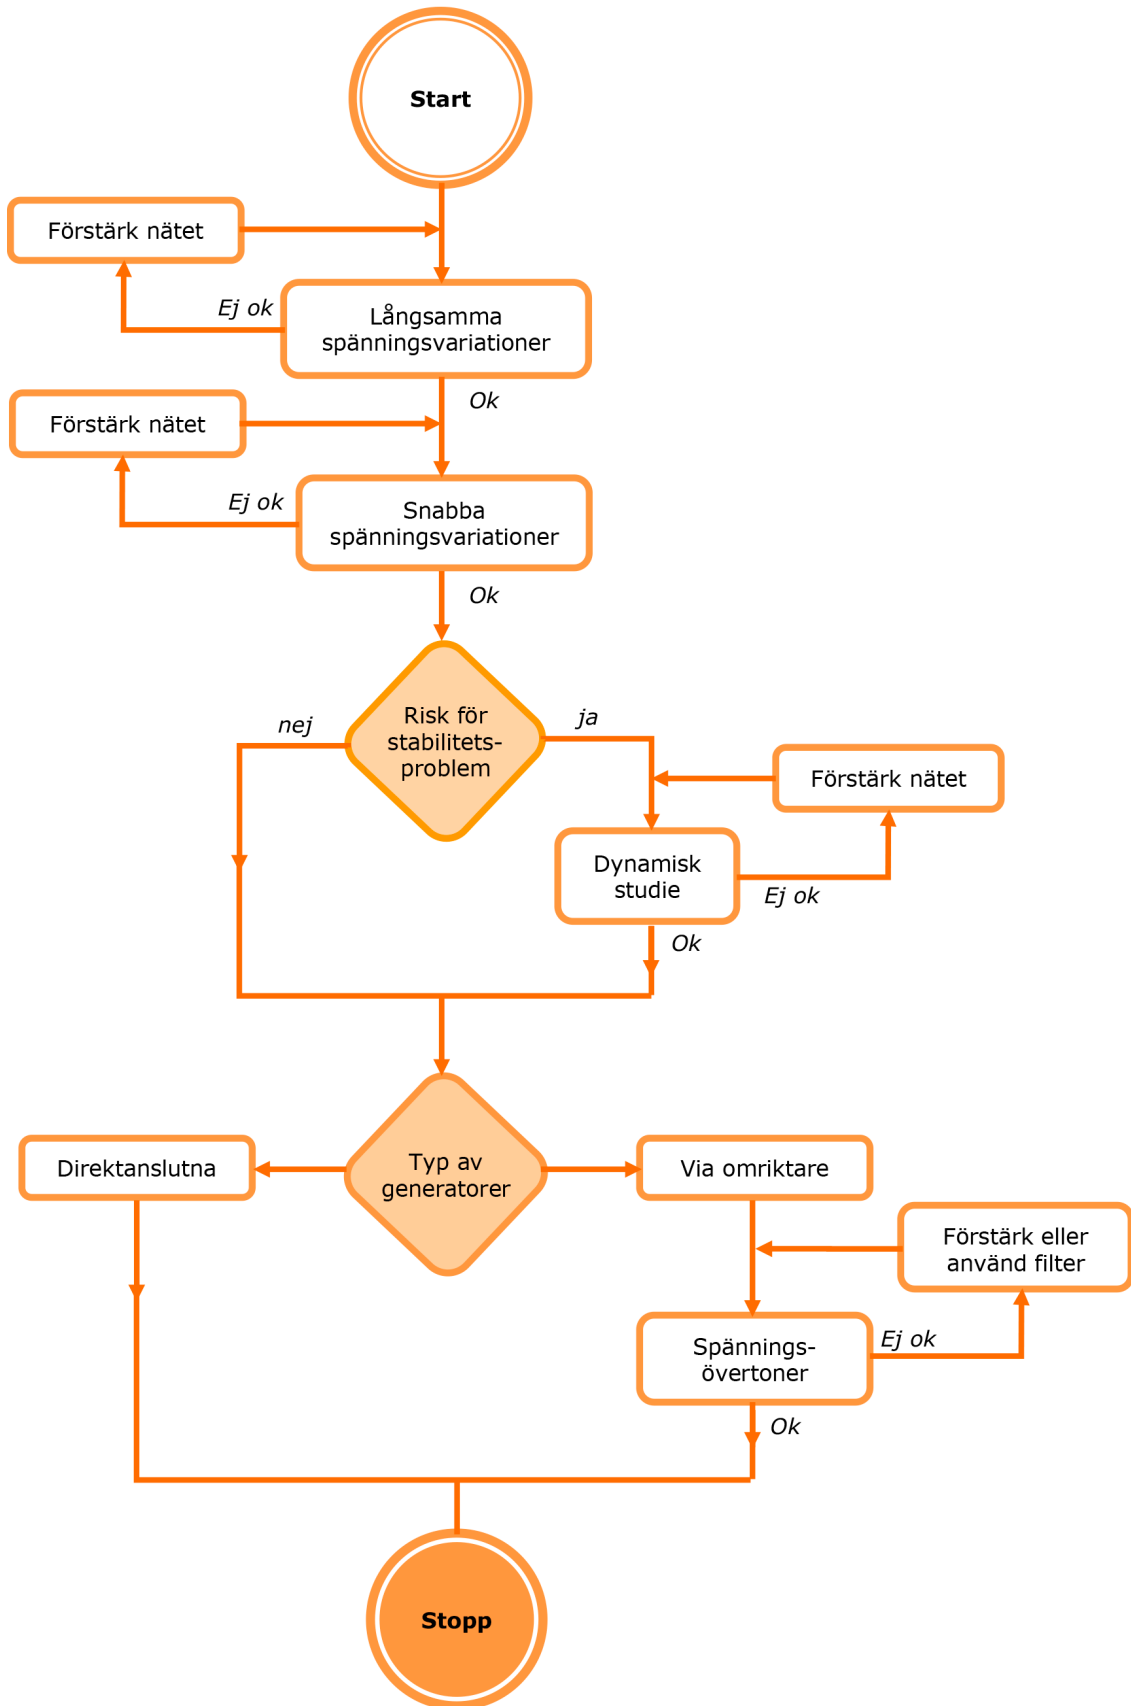 Start
Förstärk nätet
Ej ok
Långsamma
spänningsvariationer
Ok
Förstärk nätet
Ej ok
Snabba
spänningsvariationer
Ok
Risk för
stabilitets-
problem
nej
ja
Förstärk nätet
Dynamisk
studie
Ej ok
Ok
Typ av
generatorer
Direktanslutna
Via omriktare
Förstärk eller
använd filter
Spännings-
övertoner
Ej ok
Ok
Stopp